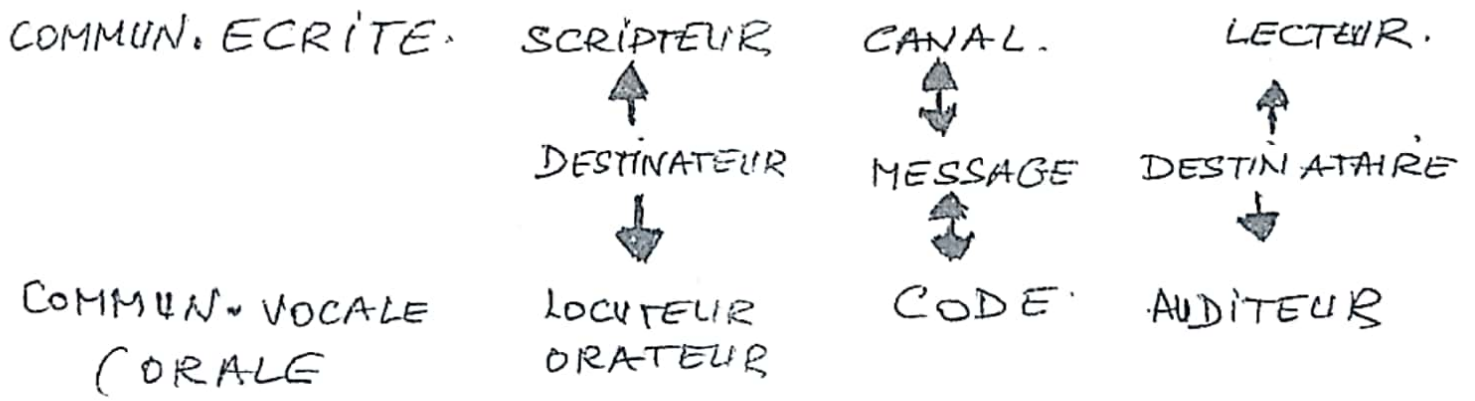 COMMUN. ECRITE. SCRIPTEUR CANAL. LECTEUR.
DESTINATEUR MESSAGE DESTINATAIRE
COMMUN. VOCALE LOCUTEUR CODE. AUDITEUR
(ORALE ORATEUR